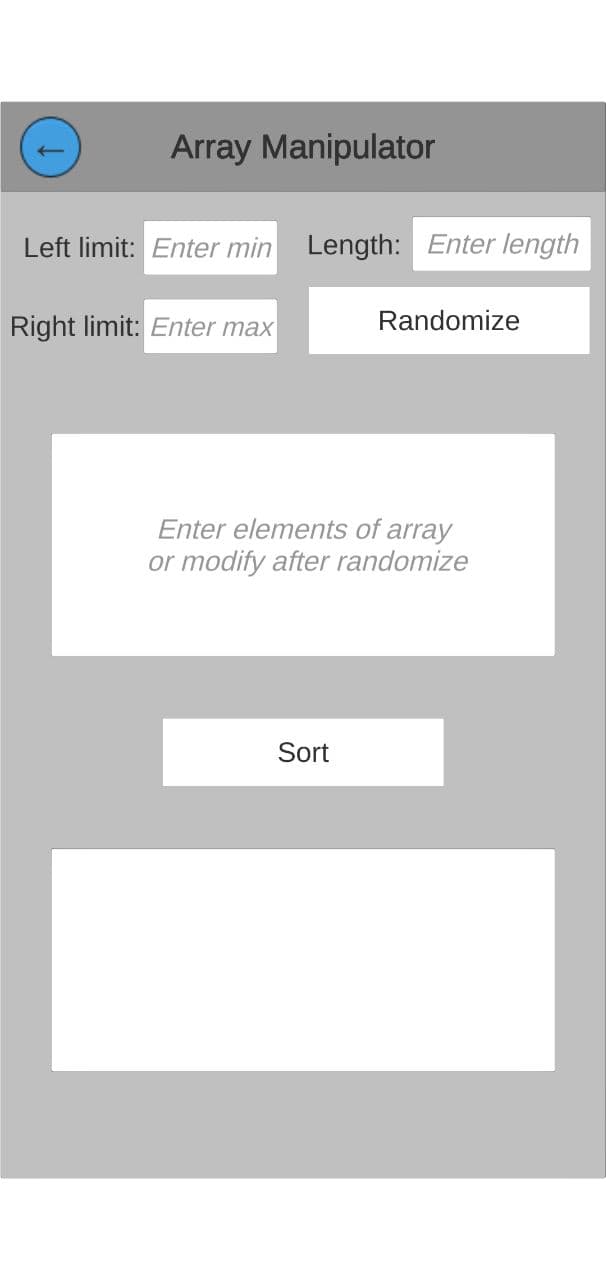 ← Array Manipulator
Left limit: Enter min
Length: Enter length
Right limit: Enter max
Randomize
Enter elements of array
or modify after randomize
Sort